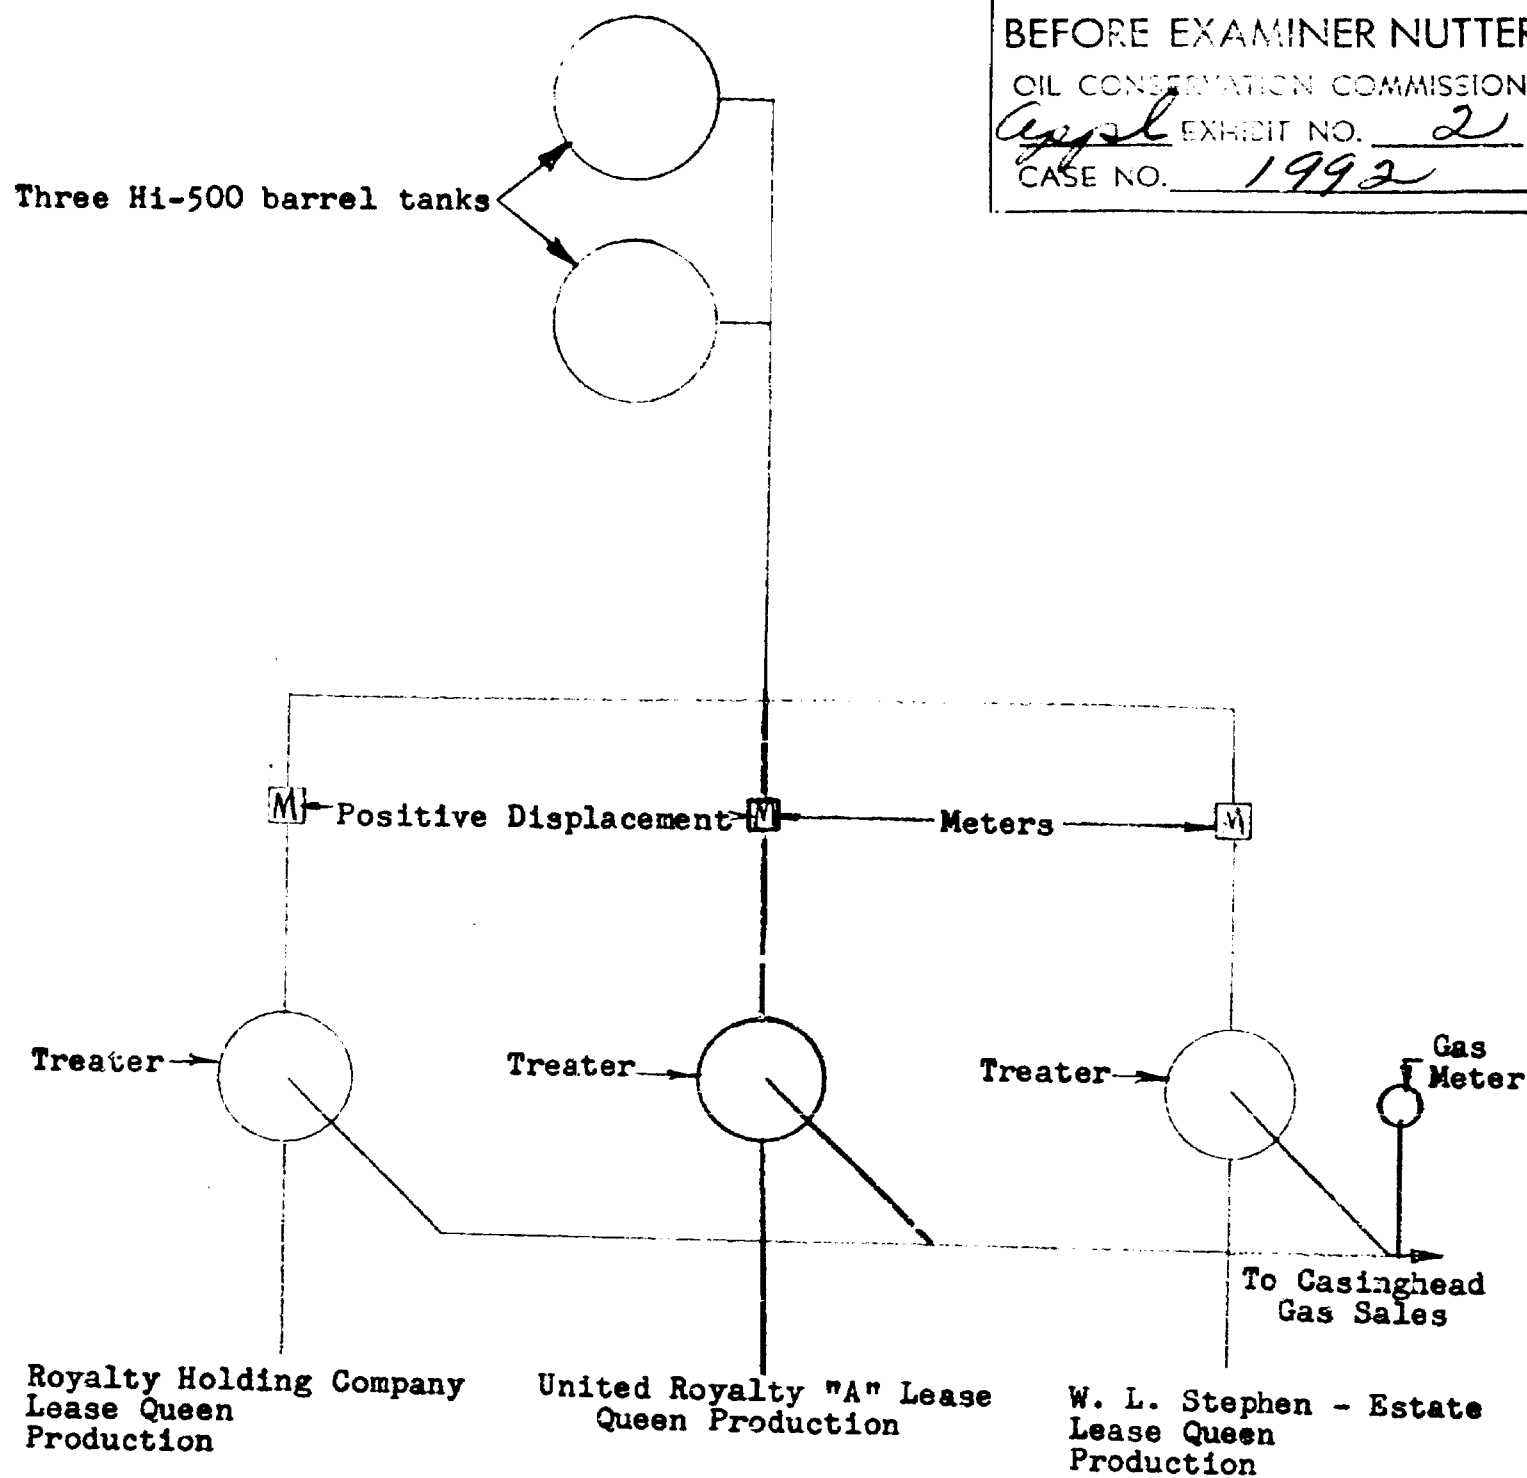 BEFORE EXAMINER NUTTER
OIL CONSERVATION COMMISSION
Appl EXHIBIT NO. 2
CASE NO. 1992
Three Hi-500 barrel tanks
M Positive Displacement M Meters M
Treater
Treater
Treater
Gas
Meter
To Casinghead
Gas Sales
Royalty Holding Company
Lease Queen
Production
United Royalty "A" Lease
Queen Production
W. L. Stephen - Estate
Lease Queen
Production